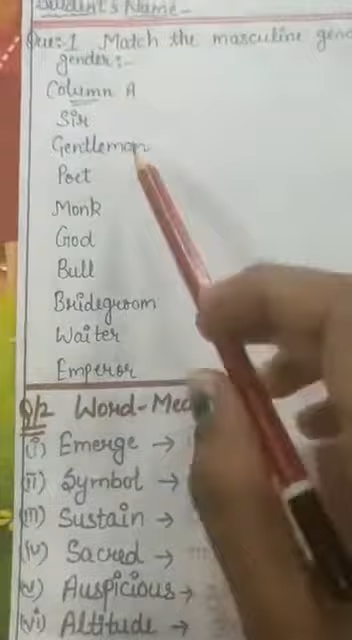 Student's Name-
Que:-1 Match the masculine
gender:-
Column A
Sir
Gentleman
Poet
Monk
God
Bull
Bridegroom
Waiter
Emperor
Q/2 Word-
(i) Emerge →
(ii) Symbol →
(iii) Sustain →
(iv) Sacred →
(v) Auspicious →
(vi) Altitude →